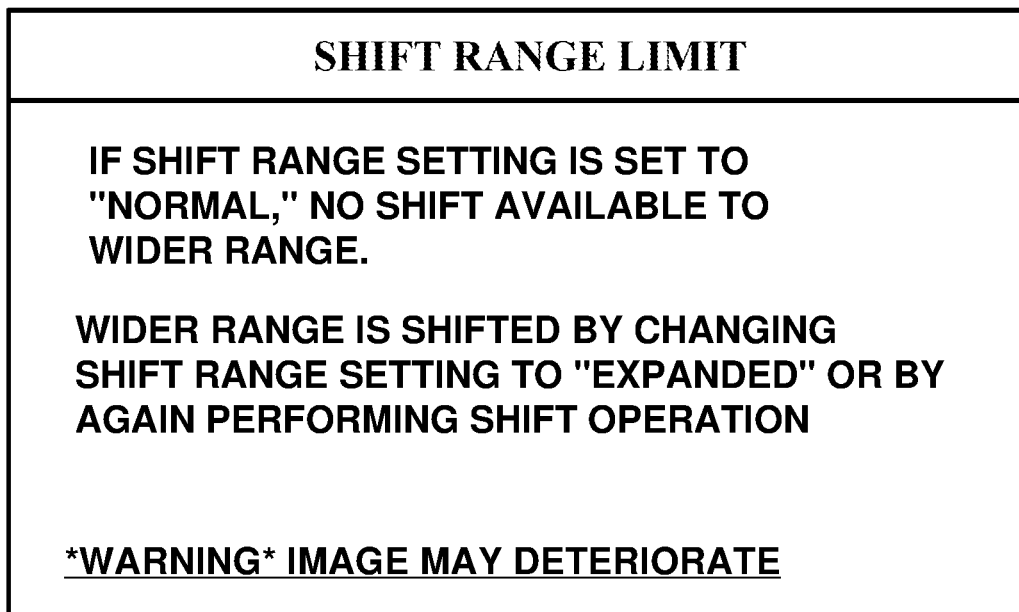 SHIFT RANGE LIMIT
IF SHIFT RANGE SETTING IS SET TO
"NORMAL," NO SHIFT AVAILABLE TO
WIDER RANGE.
WIDER RANGE IS SHIFTED BY CHANGING
SHIFT RANGE SETTING TO "EXPANDED" OR BY
AGAIN PERFORMING SHIFT OPERATION
*WARNING* IMAGE MAY DETERIORATE